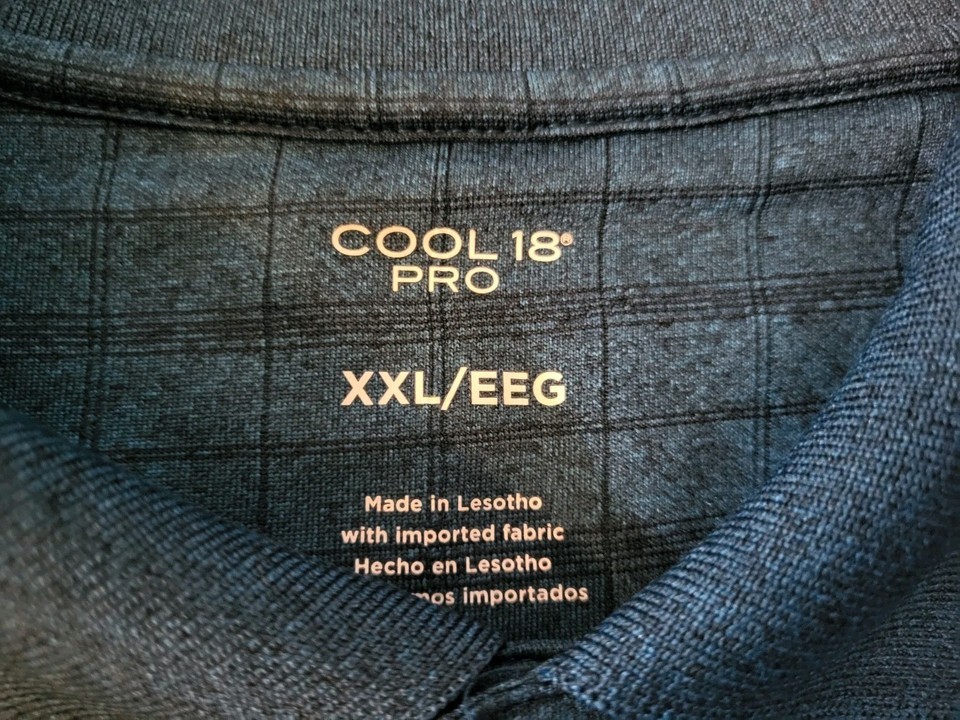 COOL 18®
PRO
XXL/EEG
Made in Lesotho
with imported fabric
Hecho en Lesotho
importados